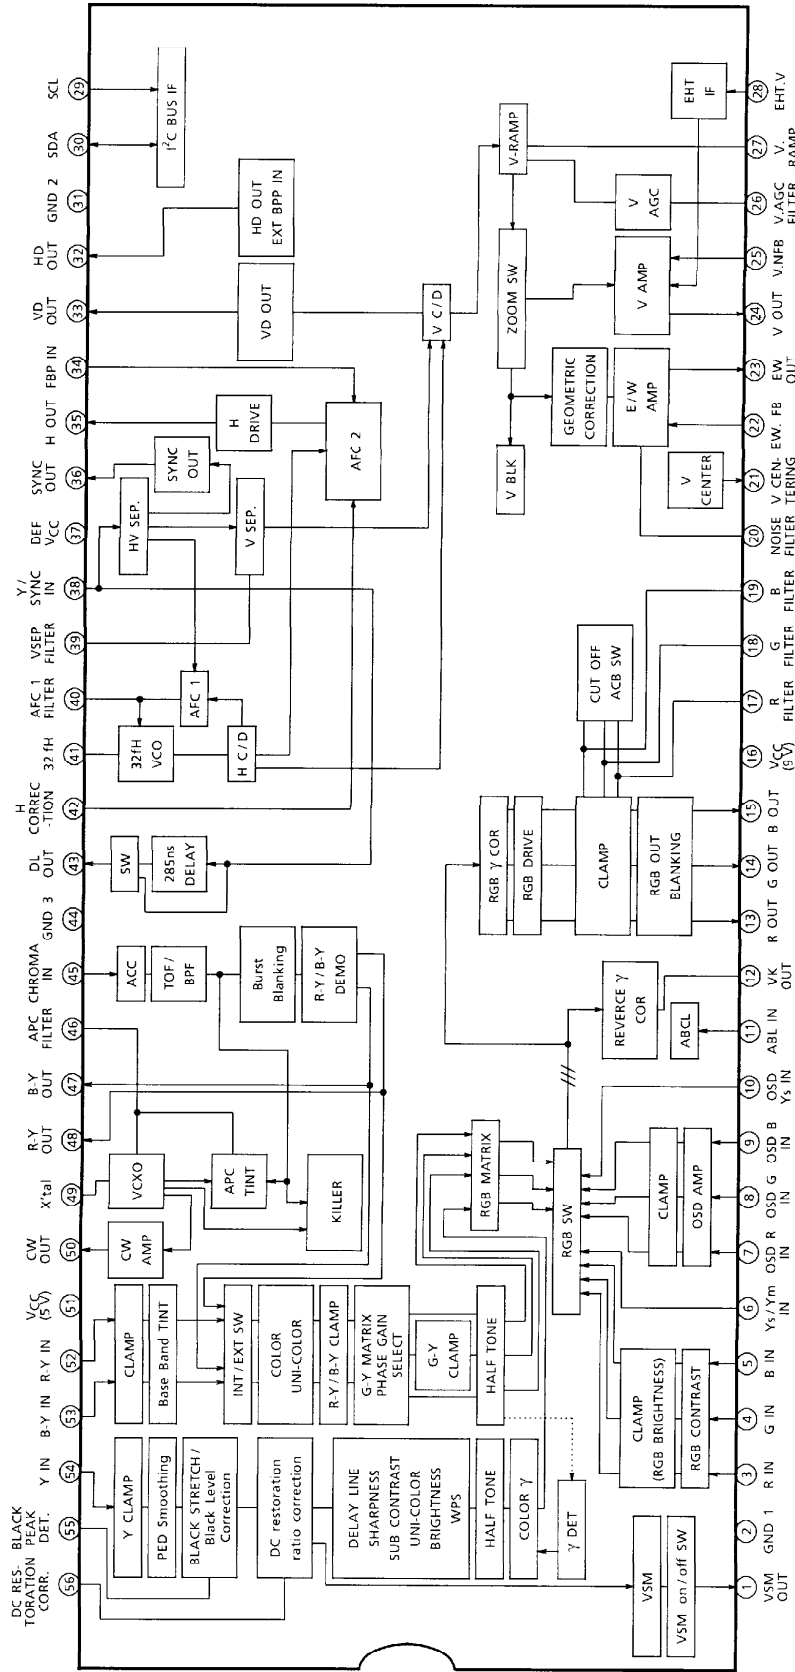 DC RES-
TORATION
CORR.
BLACK
PEAK
DET.
Y IN
B-Y IN
R-Y IN
VCC
(5 V)
CW
OUT
X'tal
R-Y
OUT
B-Y
OUT
APC
FILTER
CHROMA
IN
GND 3
DL
OUT
H
CORREC
-TION
32 fH
AFC 1
FILTER
VSEP
FILTER
Y /
SYNC
IN
DEF
VCC
SYNC
OUT
H OUT
FBP IN
VD
OUT
HD
OUT
GND 2
SDA
SCL
56
55
54
53
52
51
50
49
48
47
46
45
44
43
42
41
40
39
38
37
36
35
34
33
32
31
30
29
Y CLAMP
PED Smoothing
BLACK STRETCH /
Black Level
Correction
DC restoration
ratio correction
DELAY LINE
SHARPNESS
SUB CONTRAST
UNI-COLOR
BRIGHTNESS
WPS
HALF TONE
COLOR γ
γ DET
VSM
VSM on / off SW
CLAMP
Base Band TINT
INT / EXT SW
COLOR
UNI-COLOR
R-Y / B-Y CLAMP
G-Y MATRIX
PHASE GAIN
SELECT
G-Y
CLAMP
HALF TONE
CLAMP
(RGB BRIGHTNESS)
RGB CONTRAST
CW
AMP
VCXO
APC
TINT
KILLER
RGB MATRIX
RGB SW
CLAMP
OSD AMP
ACC
TOF /
BPF
Burst
Blanking
R-Y / B-Y
DEMO
REVERCE γ
COR
ABCL
SW
285ns
DELAY
RGB γ COR
RGB DRIVE
CLAMP
RGB OUT
BLANKING
32fH
VCO
AFC 1
H C / D
CUT OFF
ACB SW
HV SEP.
SYNC
OUT
V SEP.
H
DRIVE
AFC 2
V BLK
V
CENTER
GEOMETRIC
CORRECTION
E / W
AMP
VD OUT
V C / D
ZOOM SW
V AMP
HD OUT
EXT BPP IN
I²C BUS IF
V-RAMP
V
AGC
EHT
IF
1
2
3
4
5
6
7
8
9
10
11
12
13
14
15
16
17
18
19
20
21
22
23
24
25
26
27
28
VSM
OUT
GND 1
R IN
G IN
B IN
Ys / Ym
IN
OSD R
IN
OSD G
IN
OSD B
IN
OSD
Ys IN
ABL IN
VK
OUT
R OUT
G OUT
B OUT
VCC
(9 V)
R
FILTER
G
FILTER
B
FILTER
NOISE
FILTER
V CEN-
TERING
EW. FB
EW
OUT
V OUT
V.NFB
V.AGC
FILTER
V.
RAMP
EHT.V